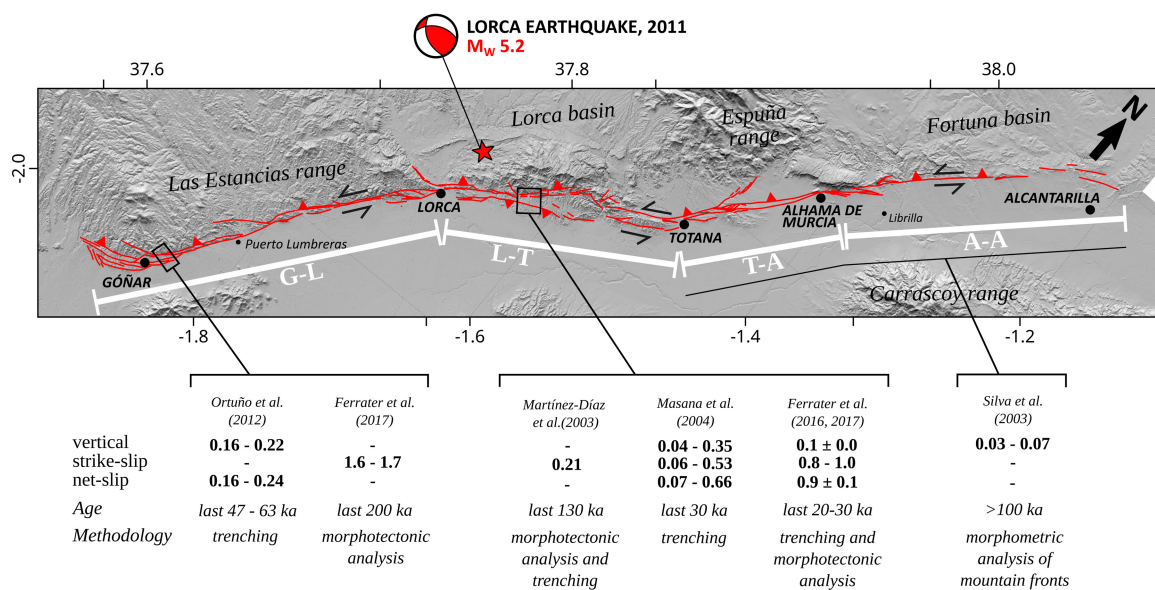 LORCA EARTHQUAKE, 2011
MW 5.2
37.6
37.8
38.0
N
-2.0
Lorca basin
Espuña
range
Fortuna basin
Las Estancias range
LORCA
ALHAMA DE
MURCIA
ALCANTARILLA
Librilla
TOTANA
Puerto Lumbreras
GÓÑAR
G-L
L-T
T-A
A-A
Carrascoy range
-1.8
-1.6
-1.4
-1.2
Ortuño et al.
(2012)
Ferrater et al.
(2017)
Martínez-Díaz
et al.(2003)
Masana et al.
(2004)
Ferrater et al.
(2016, 2017)
Silva et al.
(2003)
vertical 0.16 - 0.22 - - 0.04 - 0.35 0.1 ± 0.0 0.03 - 0.07
strike-slip - 1.6 - 1.7 0.21 0.06 - 0.53 0.8 - 1.0 -
net-slip 0.16 - 0.24 - - 0.07 - 0.66 0.9 ± 0.1 -
Age last 47 - 63 ka last 200 ka last 130 ka last 30 ka last 20-30 ka >100 ka
Methodology trenching morphotectonic morphotectonic trenching trenching and morphometric
analysis analysis and morphotectonic analysis of
trenching analysis mountain fronts